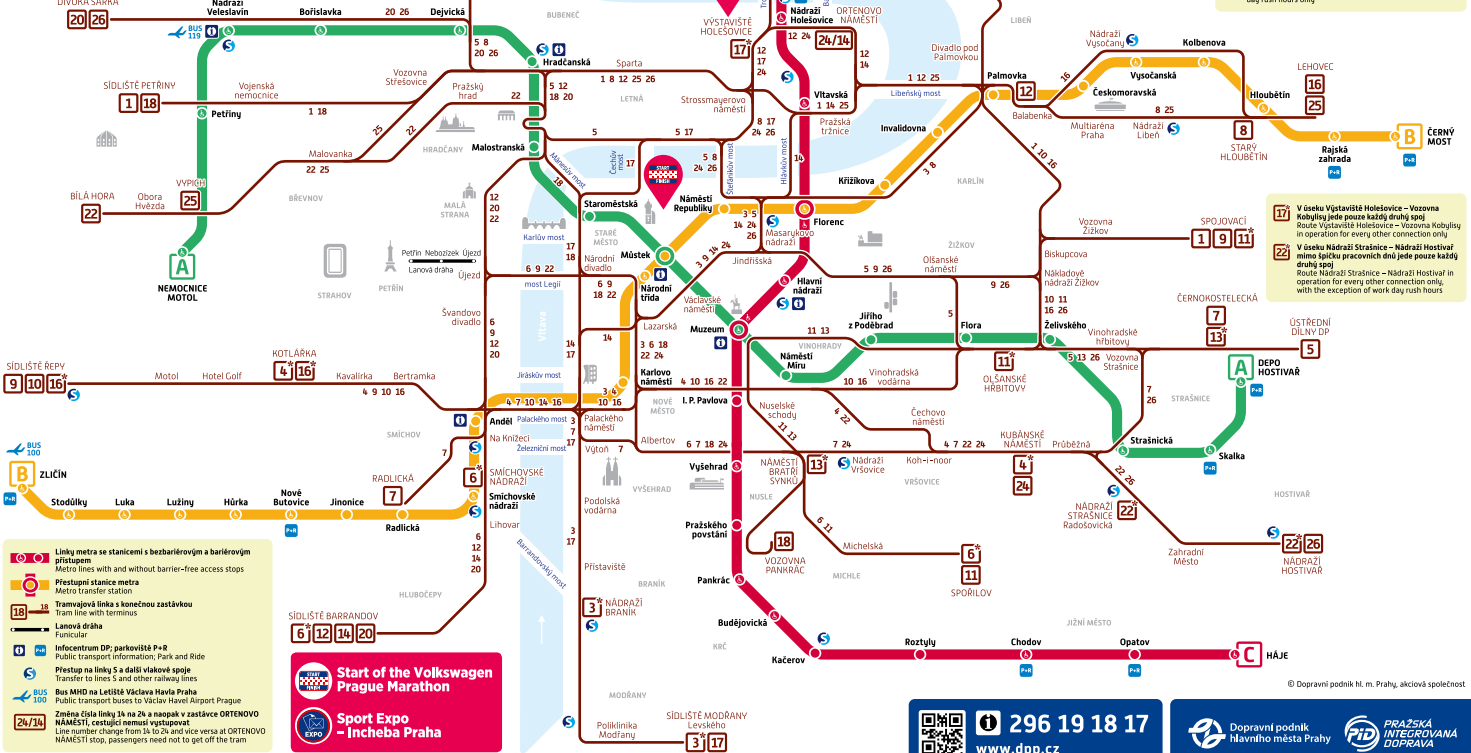 DIVOKÁ ŠÁRKA
20 26
Nádraží
Veleslavín
Bořislavka
20 26
Dejvická
BUBENEČ
BUS
119
5 8
20 26
Hradčanská
VÝSTAVIŠTĚ
HOLEŠOVICE
17*
Nádraží
Holešovice
12 24
ORTENOVO
NÁMĚSTÍ
24/14
12
17
24
12
14
LIBEŇ
Divadlo pod
Palmovkou
Nádraží
Vysočany
Kolbenova
Vysočanská
LEHOVEC
16
25
SÍDLIŠTĚ PETŘINY
1 18
Vojenská
nemocnice
Vozovna
Střešovice
Pražský
hrad
22
5 12
18 20
Sparta
1 8 12 25 26
LETNÁ
Strossmayerovo
náměstí
Vltavská
1 14 25
Pražská
tržnice
1 12 25
Libeňský most
Palmovka
12
16
Českomoravská
Balabenka
Multiaréna
Praha
8 25
Nádraží
Libeň
Hloubětín
8
STARÝ
HLOUBĚTÍN
Rajská
zahrada
P+R
B
ČERNÝ
MOST
P+R
Petřiny
1 18
25
22
HRADČANY
Malostranská
5
5 17
8 17
24 26
Invalidovna
Malovanka
22 25
Mánesův most
18
Čechův
most
17
START
FINISH
5 8
24 26
Štefánikův most
Hlávkův most
14
Křižíkova
3 8
KARLÍN
1 10 16
BÍLÁ HORA
22
Obora
Hvězda
VYPICH
25
BŘEVNOV
MALÁ
STRANA
12
20
22
Staroměstská
STARÉ
MĚSTO
Náměstí
Republiky
3 5
14 24
26
Masarykovo
nádraží
Florenc
A
NEMOCNICE
MOTOL
STRAHOV
PETŘÍN
Petřín Nebozízek Újezd
Lanová dráha
Újezd
Karlův most
17
18
Národní
divadlo
Můstek
3 9 14 24
Jindřišská
ŽIŽKOV
5 9 26
Olšanské
náměstí
Biskupcova
Vozovna
Žižkov
SPOJOVACÍ
1 9 11*
6 9 22
most Legií
6 9
18 22
Národní
třída
Václavské
náměstí
Hlavní
nádraží
9 26
Nákladové
nádraží Žižkov
10 11
16 26
17* V úseku Výstaviště Holešovice – Vozovna
Kobylisy jede pouze každý druhý spoj
Route Výstaviště Holešovice – Vozovna Kobylisy
in operation for every other connection only
22* V úseku Nádraží Strašnice – Nádraží Hostivař
mimo špičku pracovních dnů jede pouze každý
druhý spoj
Route Nádraží Strašnice – Nádraží Hostivař in
operation for every other connection only,
with the exception of work day rush hours
Švandovo
divadlo
Vltava
Lazarská
14
Muzeum
11 13
VINOHRADY
Jiřího
z Poděbrad
5
Flora
Želivského
Vinohradské
hřbitovy
ČERNOKOSTELECKÁ
7
13*
ÚSTŘEDNÍ
DÍLNY DP
5
6
9
12
20
14
17
3 6 18
22 24
Náměstí
Míru
11*
OLŠANSKÉ
HŘBITOVY
5 13 26
Vozovna
Strašnice
A
DEPO
HOSTIVAŘ
P+R
SÍDLIŠTĚ ŘEPY
9 10 16*
Motol
Hotel Golf
KOTLÁŘKA
4* 16*
Kavalírka
4 9 10 16
Bertramka
Jiráskův most
Karlovo
náměstí
4 10 16 22
10 16
Vinohradská
vodárna
7
26
STRAŠNICE
4 7 10 14 16
3 4
10 16
NOVÉ
MĚSTO
I. P. Pavlova
Nuselské
schody
4 22
Čechovo
náměstí
SMÍCHOV
Anděl
Palackého most
3
7
17
Palackého
náměstí
Na Knížecí
Železniční most
Výtoň
7
Albertov
6 7 18 24
11 13
7 24
4 7 22 24
KUBÁNSKÉ
NÁMĚSTÍ
4*
24
Průběžná
Strašnická
Skalka
P+R
BUS
100
B
ZLIČÍN
P+R
7
RADLICKÁ
7
6*
SMÍCHOVSKÉ
NÁDRAŽÍ
Vyšehrad
VYŠEHRAD
NÁMĚSTÍ
BRATŘÍ
SYNKŮ
13*
Nádraží
Vršovice
Koh-i-noor
VRŠOVICE
22 26
Stodůlky
Luka
Lužiny
Hůrka
Nové
Butovice
P+R
Jinonice
Radlická
Smíchovské
nádraží
Podolská
vodárna
NUSLE
NÁDRAŽÍ
STRAŠNICE
Radošovická
22*
HOSTIVAŘ
Lihovar
3
17
Pražského
povstání
6 11
Linky metra se stanicemi s bezbariérovým a bariérovým
přístupem
Metro lines with and without barrier-free access stops
Přestupní stanice metra
Metro transfer station
18 18 Tramvajová linka s konečnou zastávkou
Tram line with terminus
Lanová dráha
Funicular
P+R Infocentrum DP; parkoviště P+R
Public transport information; Park and Ride
Přestup na linky S a další vlakové spoje
Transfer to lines S and other railway lines
BUS
100
Bus MHD na Letiště Václava Havla Praha
Public transport buses to Václav Havel Airport Prague
24/14 Změna čísla linky 14 na 24 a naopak v zastávce ORTENOVO
NÁMĚSTÍ, cestující nemusí vystupovat
Line number change from 14 to 24 and vice versa at ORTENOVO
NÁMĚSTÍ stop, passengers need not to get off the tram
6
12
14
20
Barrandovský most
Přístaviště
BRANÍK
18
VOZOVNA
PANKRÁC
Michelská
MICHLE
6*
11
SPOŘILOV
Zahradní
Město
22* 26
NÁDRAŽÍ
HOSTIVAŘ
HLUBOČEPY
SÍDLIŠTĚ BARRANDOV
6* 12 14 20
3*
NÁDRAŽÍ
BRANÍK
Pankrác
Budějovická
KRČ
Kačerov
JIŽNÍ MĚSTO
Roztyly
Chodov
P+R
Opatov
P+R
C
HÁJE
START
FINISH
Start of the Volkswagen
Prague Marathon
EXPO
Sport Expo
– Incheba Praha
MODŘANY
Poliklinika
Modřany
SÍDLIŠTĚ MODŘANY
Levského
3* 17
© Dopravní podnik hl. m. Prahy, akciová společnost
296 19 18 17
www.dpp.cz
Dopravní podnik
hlavního města Prahy
PID
PRAŽSKÁ
INTEGROVANÁ
DOPRAVA